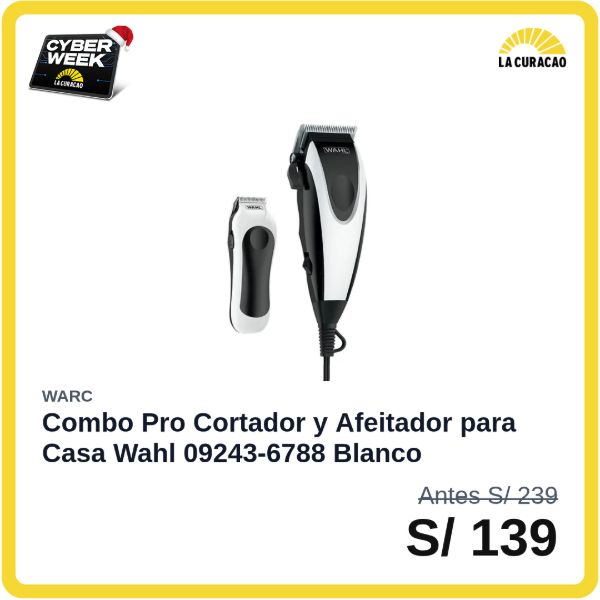 CYBER
WEEK
LA CURACAO
LA CURACAO
WAHL
WAHL
WARC
Combo Pro Cortador y Afeitador para
Casa Wahl 09243-6788 Blanco
Antes S/ 239
S/ 139